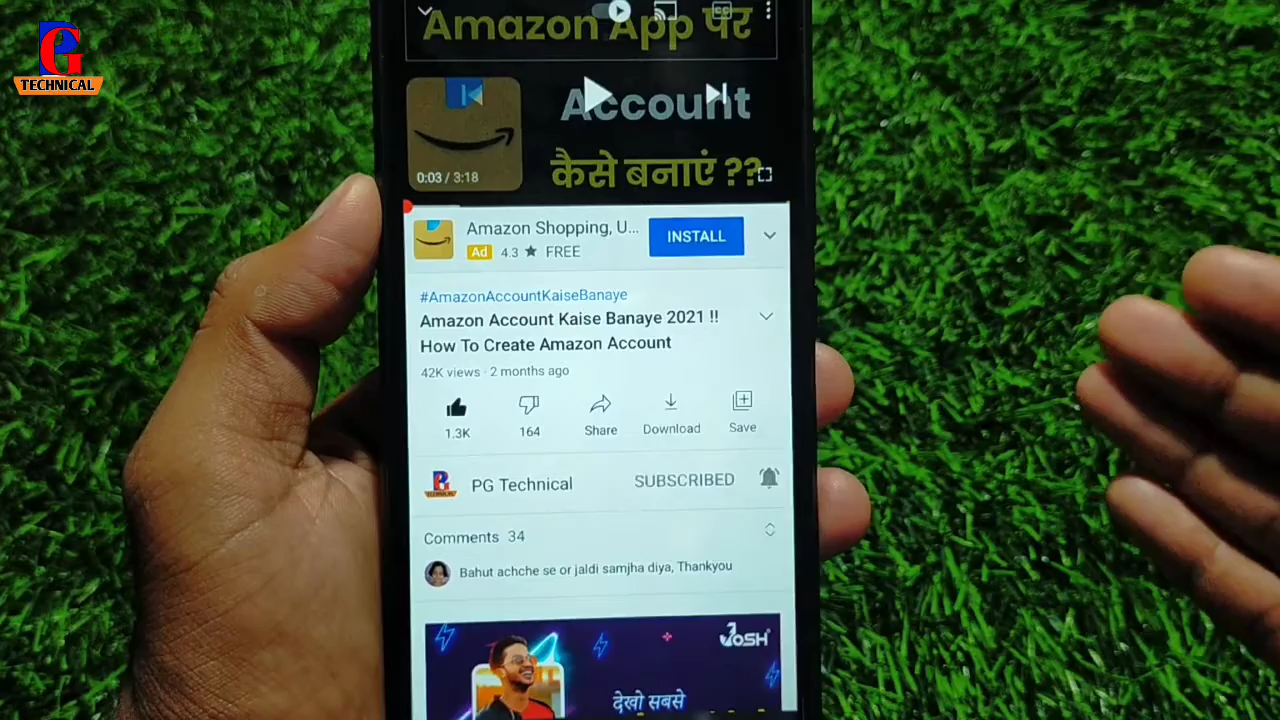 PG
TECHNICAL
Amazon App पर
CC
Account
कैसे बनाएं ??
0:03 / 3:18
Amazon Shopping, U...
INSTALL
Ad 4.3 ★ FREE
#AmazonAccountKaiseBanaye
Amazon Account Kaise Banaye 2021 !!
How To Create Amazon Account
42K views · 2 months ago
1.3K 164 Share Download Save
PG Technical SUBSCRIBED
Comments 34
Bahut achche se or jaldi samjha diya, Thankyou
JOSH
देखो सबसे